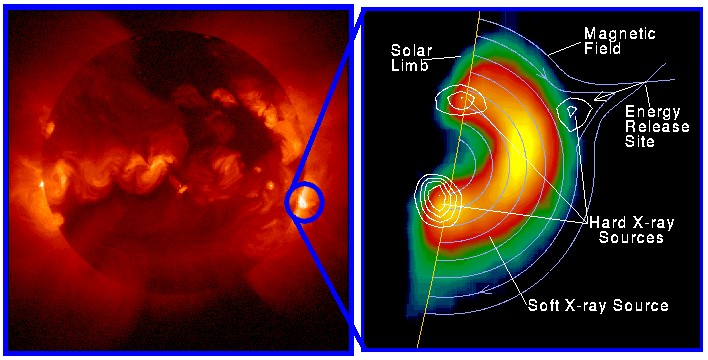 Magnetic
Field
Solar
Limb
Energy
Release
Site
Hard X-ray
Sources
Soft X-ray Source